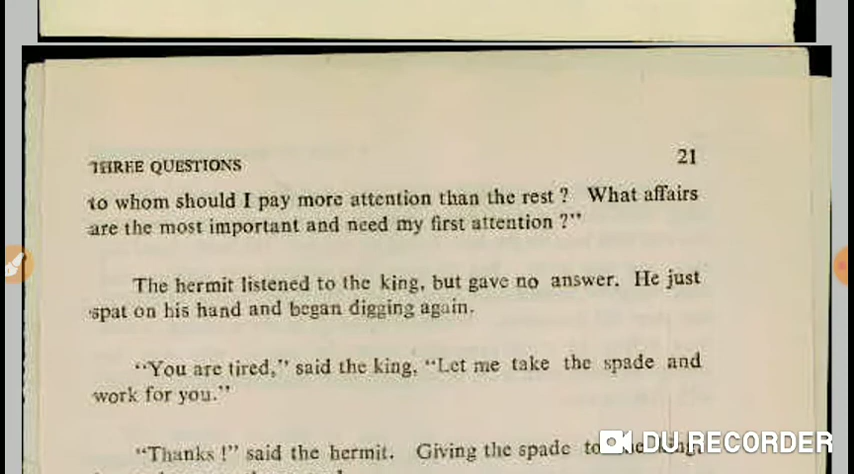 THREE QUESTIONS
21
to whom should I pay more attention than the rest ? What affairs
are the most important and need my first attention ?"
The hermit listened to the king, but gave no answer. He just
spat on his hand and began digging again.
"You are tired," said the king, "Let me take the spade and
work for you."
"Thanks !" said the hermit. Giving the spade to
DU RECORDER